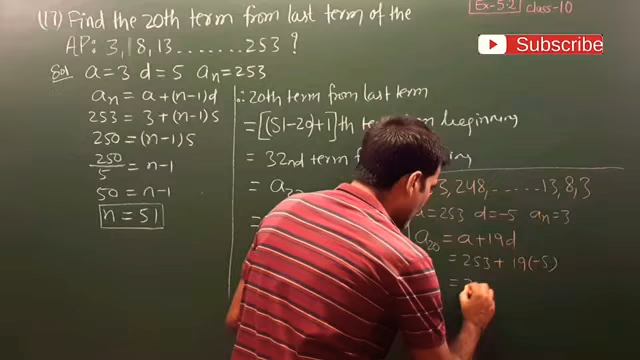 (17) Find the 20th term from last term of the
AP: 3, 8, 13 ....... 253 ?
Ex-5.2 class-10
Subscribe
Sol a=3 d=5 an=253
an = a+(n-1)d
253 = 3+(n-1)5
250 = (n-1)5
250/5 = n-1
50 = n-1
n = 51
∴ 20th term from last term
= [(51-20)+1]th beginning
= 32nd term
= a
=
3, 248, ...... 13, 8, 3
=253 d=-5 an=3
a20 = a+19d
= 253 + 19(-5)
=